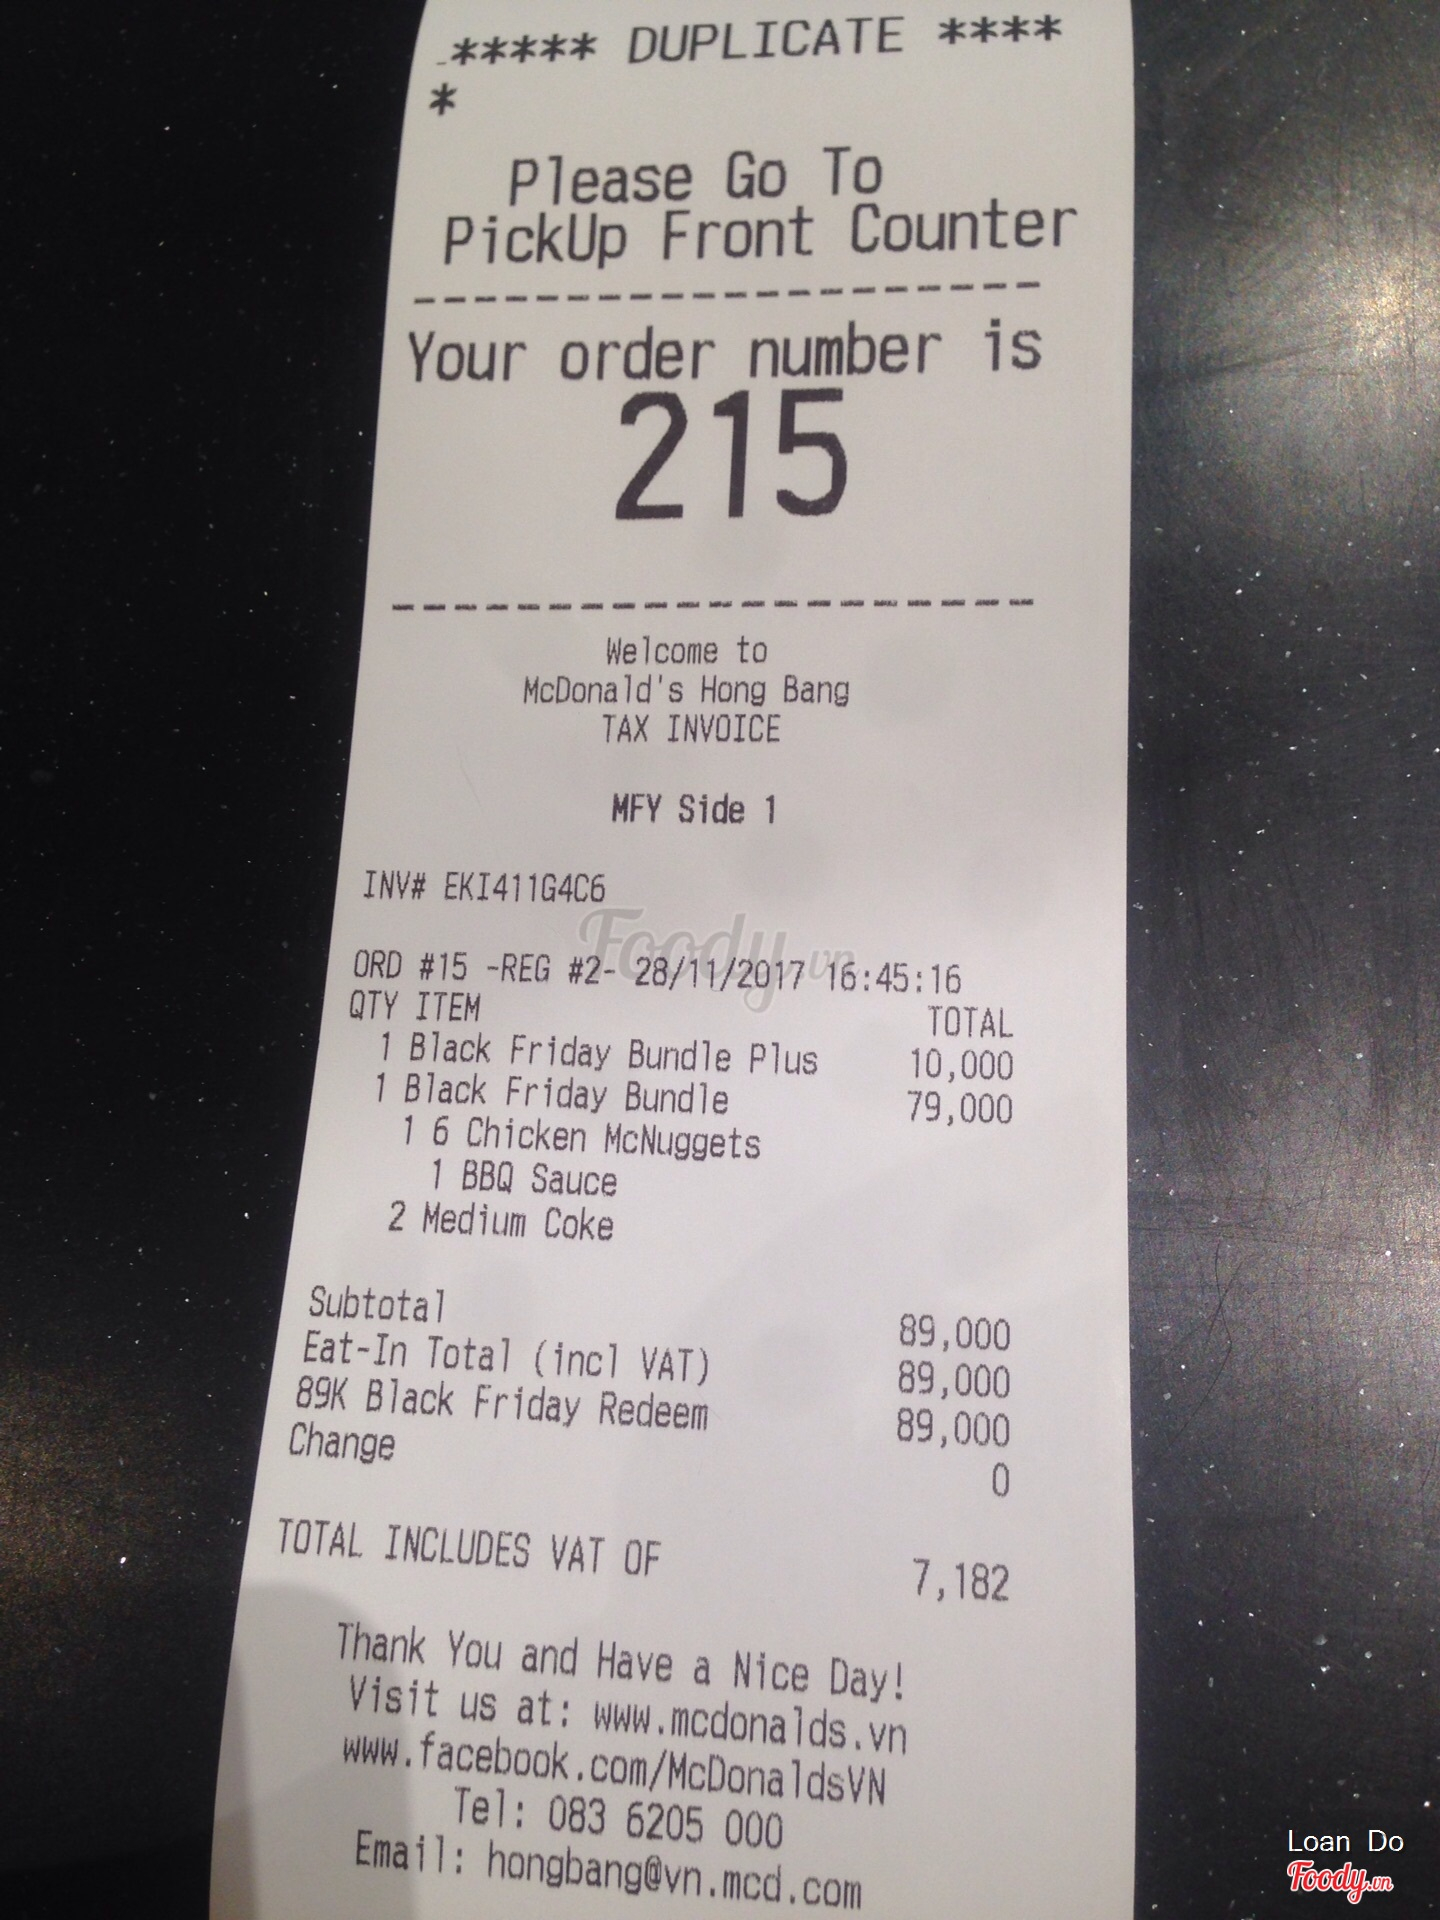 ***** DUPLICATE ****
*
Please Go To
PickUp Front Counter
--------------------
Your order number is
215
--------------------
Welcome to
McDonald's Hong Bang
TAX INVOICE
MFY Side 1
INV# EKI411G4C6
Foody.vn
ORD #15 -REG #2- 28/11/2017 16:45:16
QTY ITEM TOTAL
1 Black Friday Bundle Plus 10,000
1 Black Friday Bundle 79,000
1 6 Chicken McNuggets
1 BBQ Sauce
2 Medium Coke
Subtotal 89,000
Eat-In Total (incl VAT) 89,000
89K Black Friday Redeem 89,000
Change 0
TOTAL INCLUDES VAT OF 7,182
Thank You and Have a Nice Day!
Visit us at: www.mcdonalds.vn
www.facebook.com/McDonaldsVN
Tel: 083 6205 000
Email: hongbang@vn.mcd.com
Loan Do
Foody.vn